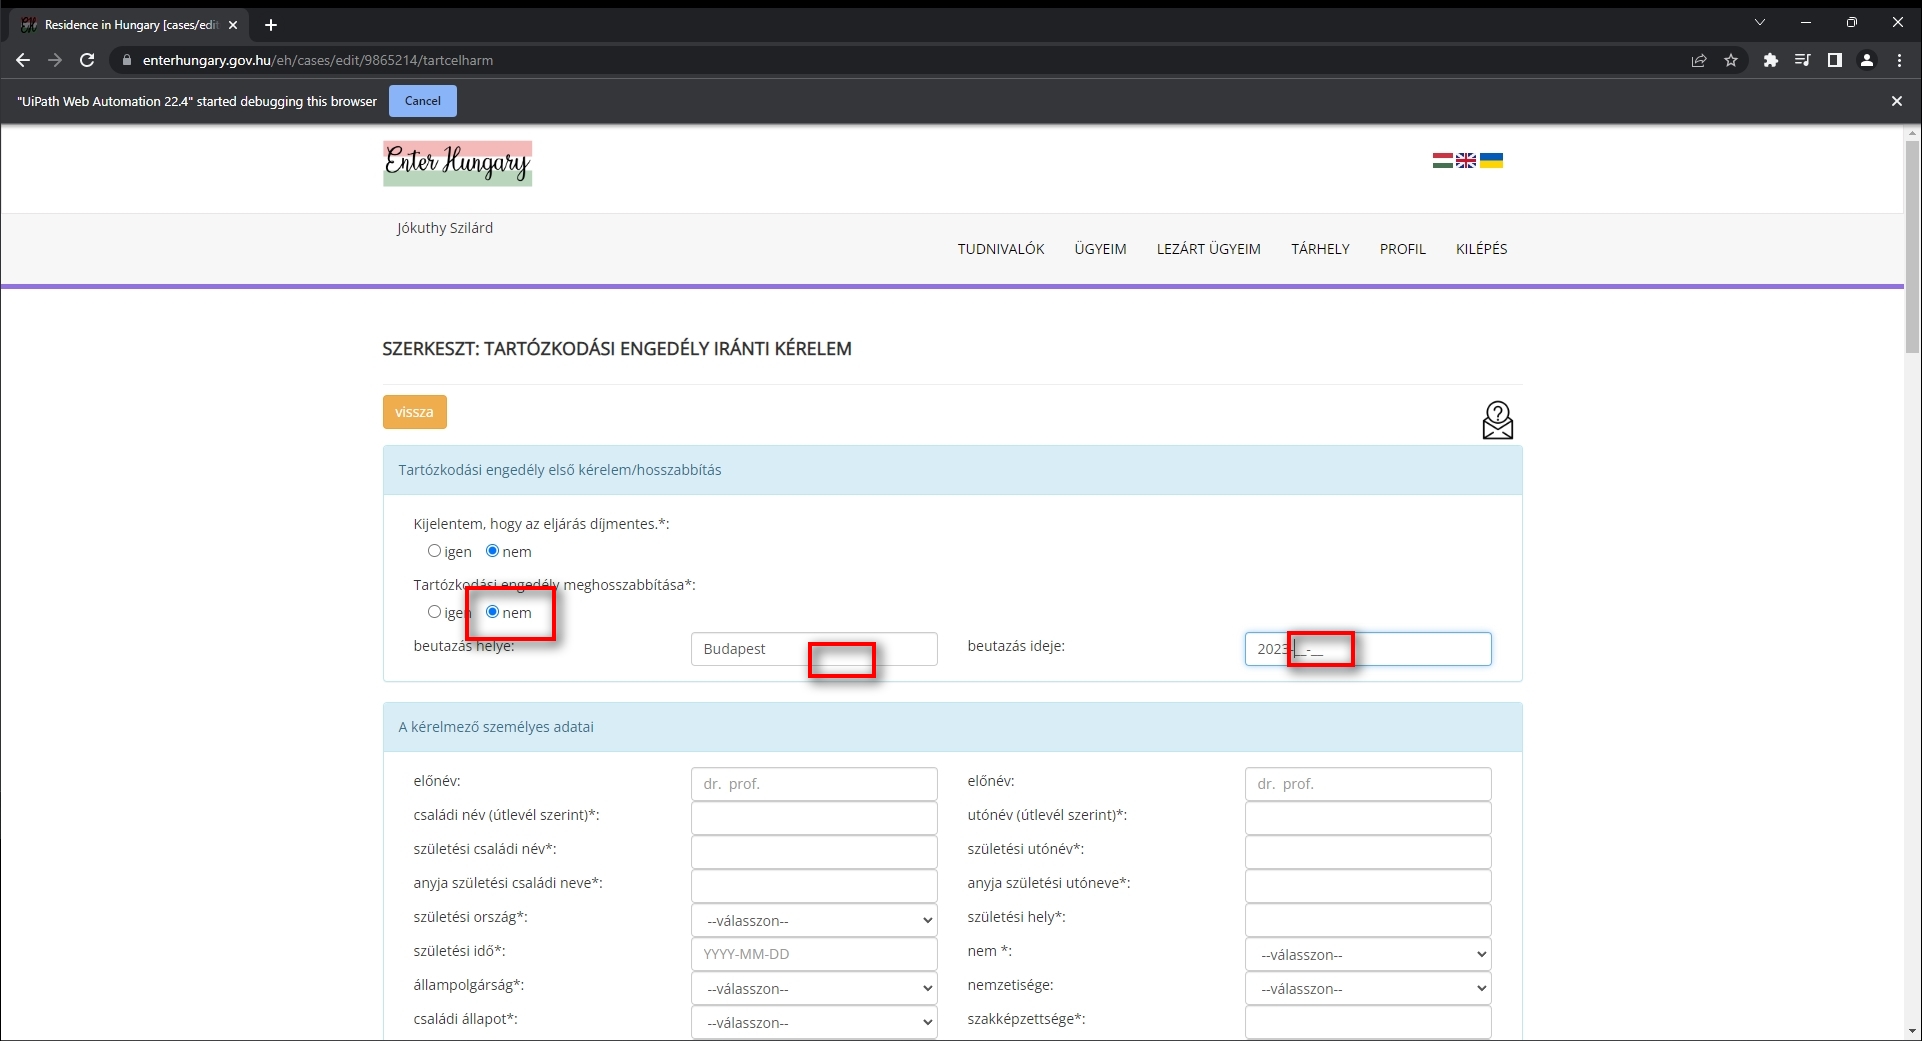 Residence in Hungary [cases/edit
enterhungary.gov.hu/eh/cases/edit/9865214/tartcelharm
"UiPath Web Automation 22.4" started debugging this browser Cancel
Enter Hungary
Jókuthy Szilárd
TUDNIVALÓK ÜGYEIM LEZÁRT ÜGYEIM TÁRHELY PROFIL KILÉPÉS
SZERKESZT: TARTÓZKODÁSI ENGEDÉLY IRÁNTI KÉRELEM
vissza
Tartózkodási engedély első kérelem/hosszabbítás
Kijelentem, hogy az eljárás díjmentes.*:
igen nem
Tartózkodási engedély meghosszabbítása*:
igen nem
beutazás helye: Budapest beutazás ideje: 2023-__-__
A kérelmező személyes adatai
előnév: dr. prof. előnév: dr. prof.
családi név (útlevél szerint)*: utónév (útlevél szerint)*:
születési családi név*: születési utónév*:
anyja születési családi neve*: anyja születési utóneve*:
születési ország*: --válasszon-- születési hely*:
születési idő*: YYYY-MM-DD nem *: --válasszon--
állampolgárság*: --válasszon-- nemzetisége: --válasszon--
családi állapot*: --válasszon-- szakképzettsége*: